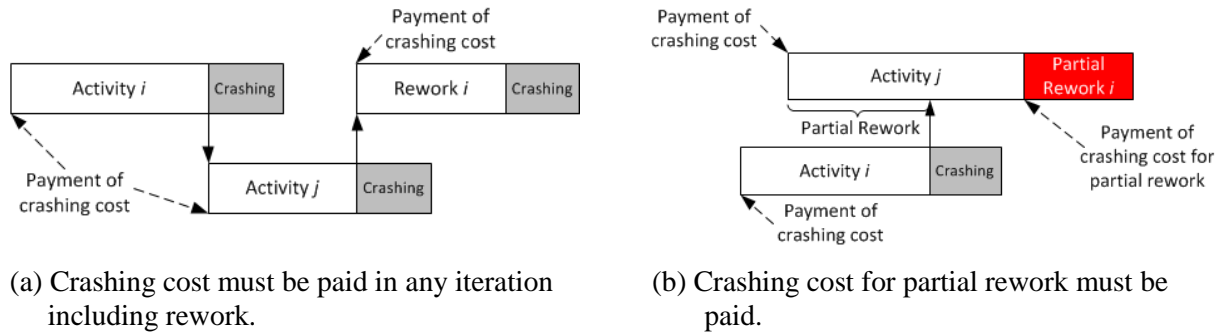 Payment of
crashing cost
Activity i
Crashing
Rework i
Crashing
Payment of
crashing cost
Activity j
Crashing
(a) Crashing cost must be paid in any iteration
including rework.
Payment of
crashing cost
Activity j
Partial
Rework i
Partial Rework
Activity i
Crashing
Payment of
crashing cost for
partial rework
Payment of
crashing cost
(b) Crashing cost for partial rework must be
paid.